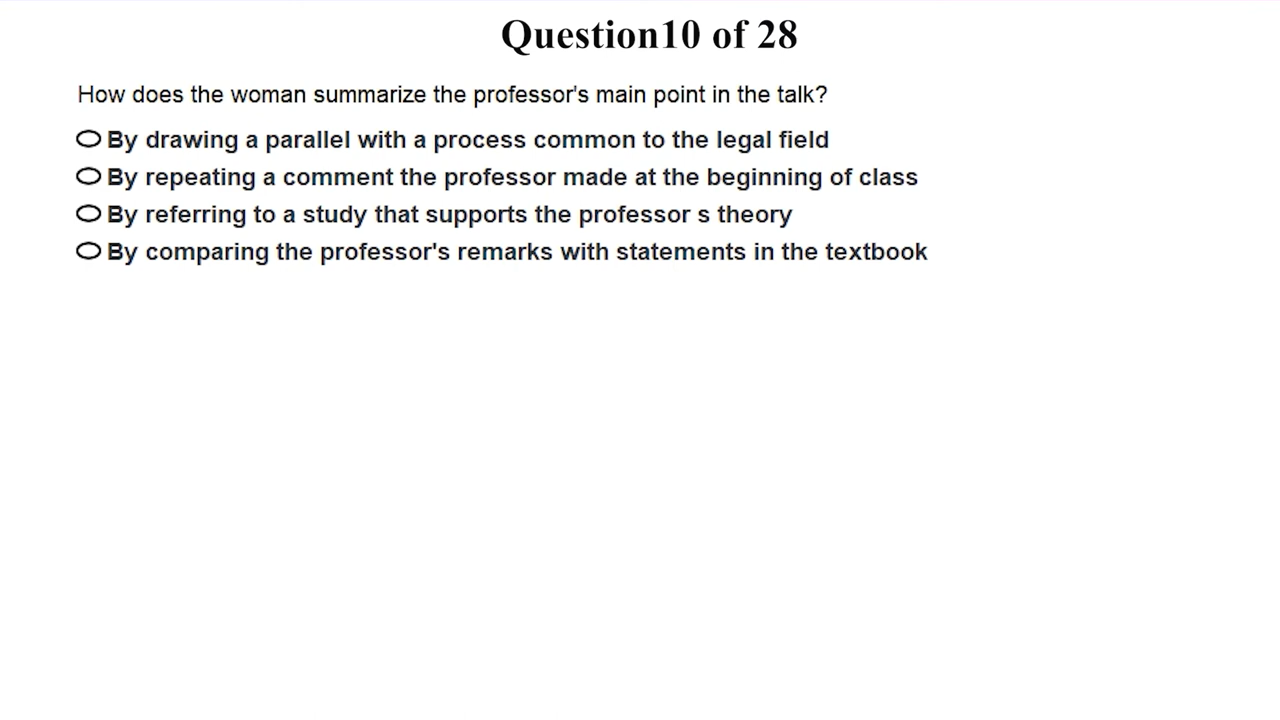 Question10 of 28
How does the woman summarize the professor's main point in the talk?
By drawing a parallel with a process common to the legal field
By repeating a comment the professor made at the beginning of class
By referring to a study that supports the professor s theory
By comparing the professor's remarks with statements in the textbook